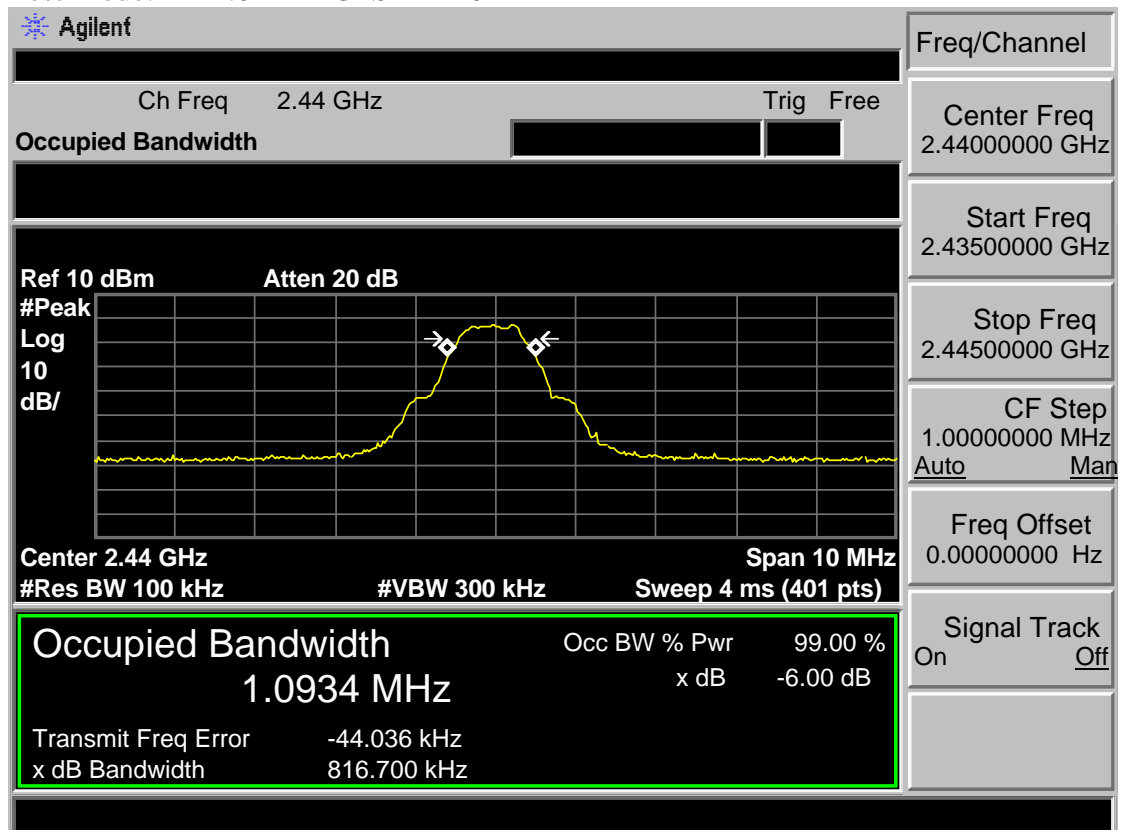 Agilent
Freq/Channel
Ch Freq 2.44 GHz Trig Free
Occupied Bandwidth
Center Freq
2.44000000 GHz
Start Freq
2.43500000 GHz
Stop Freq
2.44500000 GHz
CF Step
1.00000000 MHz
Auto Man
Freq Offset
0.00000000 Hz
Signal Track
On Off
Ref 10 dBm Atten 20 dB
#Peak
Log
10
dB/
Center 2.44 GHz Span 10 MHz
#Res BW 100 kHz #VBW 300 kHz Sweep 4 ms (401 pts)
Occupied Bandwidth Occ BW % Pwr 99.00 %
1.0934 MHz x dB -6.00 dB
Transmit Freq Error -44.036 kHz
x dB Bandwidth 816.700 kHz